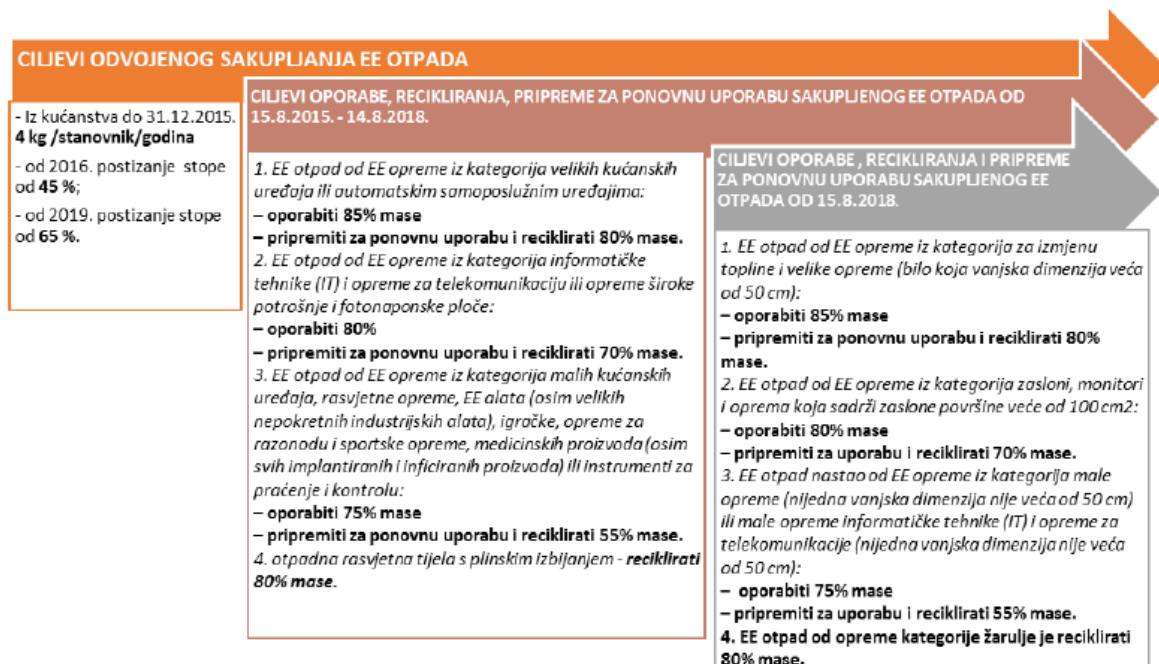 CILJEVI ODVOJENOG SAKUPLJANJA EE OTPADA
- Iz kućanstva do 31.12.2015.
4 kg /stanovnik/godina
- od 2016. postizanje stope
od 45 %;
- od 2019. postizanje stope
od 65 %.
CILJEVI OPORABE, RECIKLIRANJA, PRIPREME ZA PONOVNU UPORABU SAKUPLJENOG EE OTPADA OD
15.8.2015. - 14.8.2018.
1. EE otpad od EE opreme iz kategorija velikih kućanskih
uređaja ili automatskim samoposlužnim uređajima:
– oporabiti 85% mase
– pripremiti za ponovnu uporabu i reciklirati 80% mase.
2. EE otpad od EE opreme iz kategorija informatičke
tehnike (IT) i opreme za telekomunikaciju ili opreme široke
potrošnje i fotonaponske ploče:
– oporabiti 80%
– pripremiti za ponovnu uporabu i reciklirati 70% mase.
3. EE otpad od EE opreme iz kategorija malih kućanskih
uređaja, rasvjetne opreme, EE alata (osim velikih
nepokretnih industrijskih alata), igračke, opreme za
razonodu i sportske opreme, medicinskih proizvoda (osim
svih implantiranih i inficiranih proizvoda) ili instrumenti za
praćenje i kontrolu:
– oporabiti 75% mase
– pripremiti za ponovnu uporabu i reciklirati 55% mase.
4. otpadna rasvjetna tijela s plinskim izbijanjem - reciklirati
80% mase.
CILJEVI OPORABE , RECIKLIRANJA I PRIPREME
ZA PONOVNU UPORABU SAKUPLJENOG EE
OTPADA OD 15.8.2018.
1. EE otpad od EE opreme iz kategorija za izmjenu
topline i velike opreme (bilo koja vanjska dimenzija veća
od 50 cm):
– oporabiti 85% mase
– pripremiti za ponovnu uporabu i reciklirati 80%
mase.
2. EE otpad od EE opreme iz kategorija zasloni, monitori
i oprema koja sadrži zaslone površine veće od 100 cm2:
– oporabiti 80% mase
– pripremiti za uporabu i reciklirati 70% mase.
3. EE otpad nastao od EE opreme iz kategorija male
opreme (nijedna vanjska dimenzija nije veća od 50 cm)
ili male opreme informatičke tehnike (IT) i opreme za
telekomunikacije (nijedna vanjska dimenzija nije veća
od 50 cm):
– oporabiti 75% mase
– pripremiti za uporabu i reciklirati 55% mase.
4. EE otpad od opreme kategorije žarulje je reciklirati
80% mase.